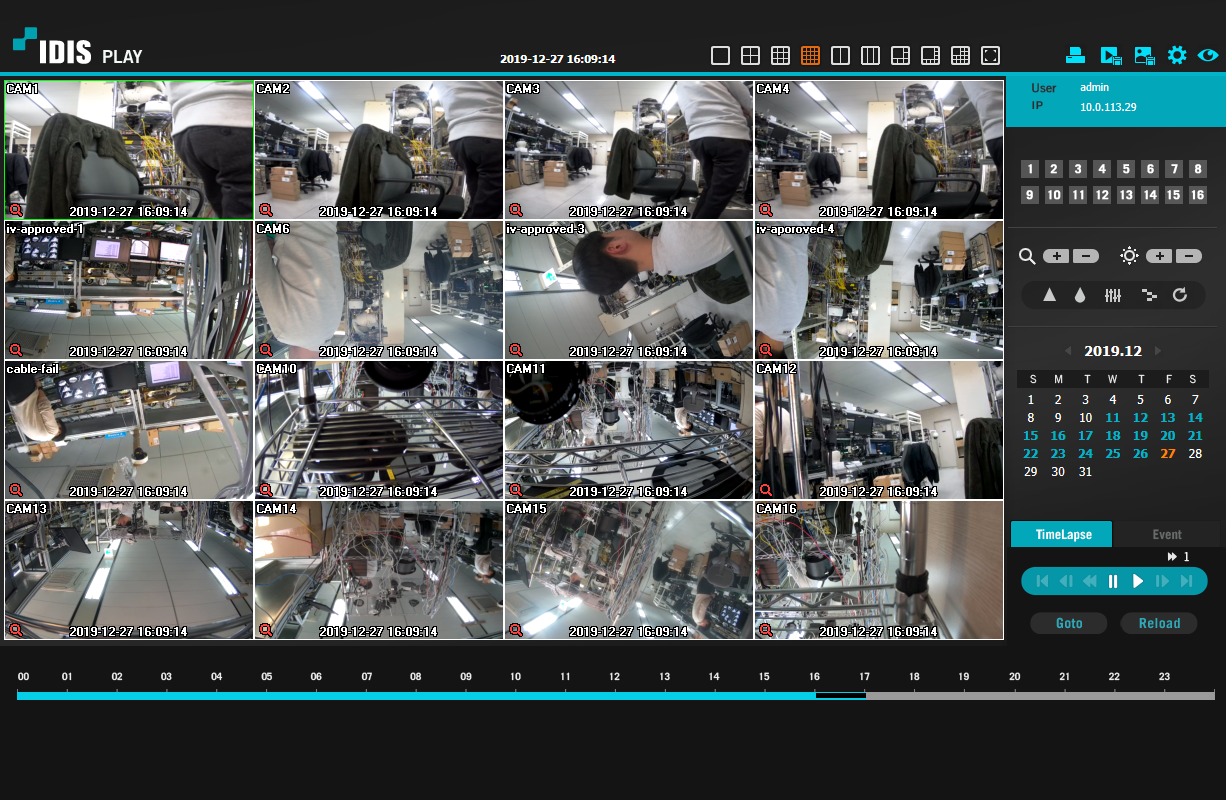 IDIS PLAY
2019-12-27 16:09:14
User admin
IP 10.0.113.29
CAM1
2019-12-27 16:09:14
CAM2
2019-12-27 16:09:14
CAM3
2019-12-27 16:09:14
CAM4
2019-12-27 16:09:14
iv-approved-1
2019-12-27 16:09:14
CAM6
2019-12-27 16:09:14
iv-approved-3
2019-12-27 16:09:14
iv-aporoved-4
2019-12-27 16:09:14
cable-fail
2019-12-27 16:09:14
CAM10
2019-12-27 16:09:14
CAM11
2019-12-27 16:09:14
CAM12
2019-12-27 16:09:14
CAM13
2019-12-27 16:09:14
CAM14
2019-12-27 16:09:14
CAM15
2019-12-27 16:09:14
CAM16
2019-12-27 16:09:14
1 2 3 4 5 6 7 8
9 10 11 12 13 14 15 16
2019.12
S M T W T F S
1 2 3 4 5 6 7
8 9 10 11 12 13 14
15 16 17 18 19 20 21
22 23 24 25 26 27 28
29 30 31
TimeLapse Event
1
Goto Reload
00 01 02 03 04 05 06 07 08 09 10 11 12 13 14 15 16 17 18 19 20 21 22 23